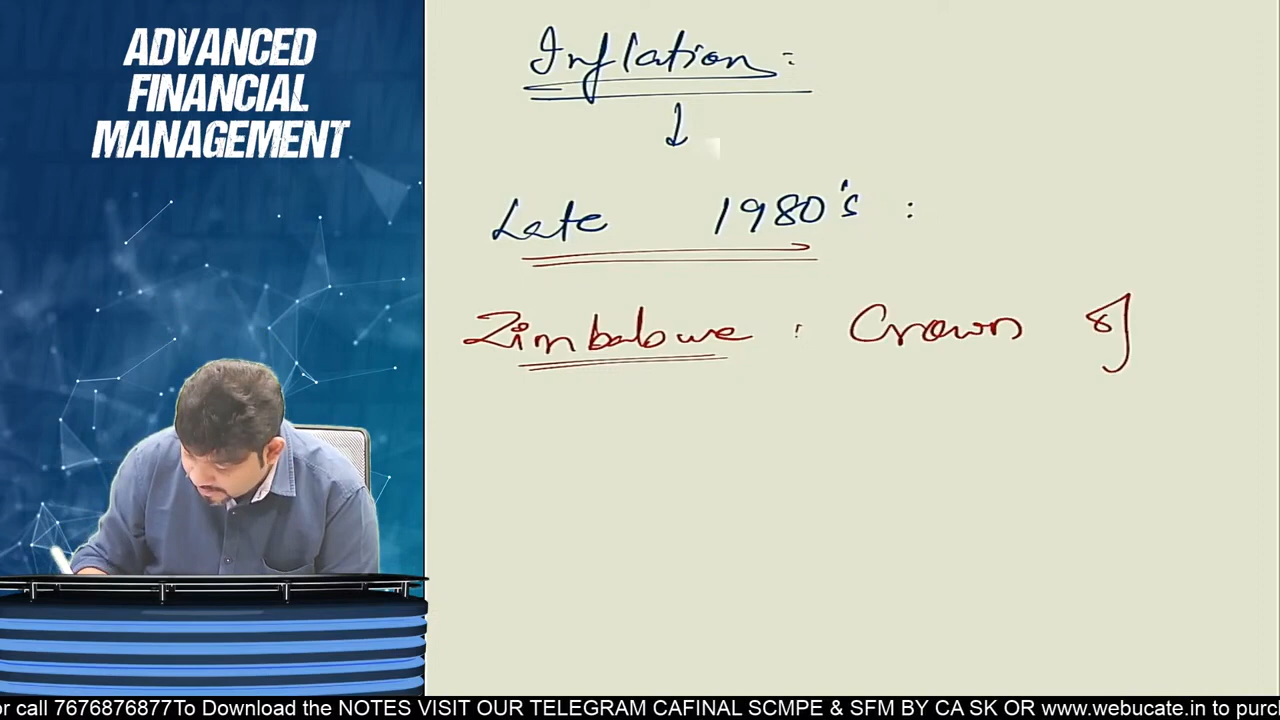 ADVANCED
FINANCIAL
MANAGEMENT
Inflation :
↓
Late 1980's :
Zimbabwe : Crown of
or call 7676876877To Download the NOTES VISIT OUR TELEGRAM CAFINAL SCMPE & SFM BY CA SK OR www.webucate.in to purc